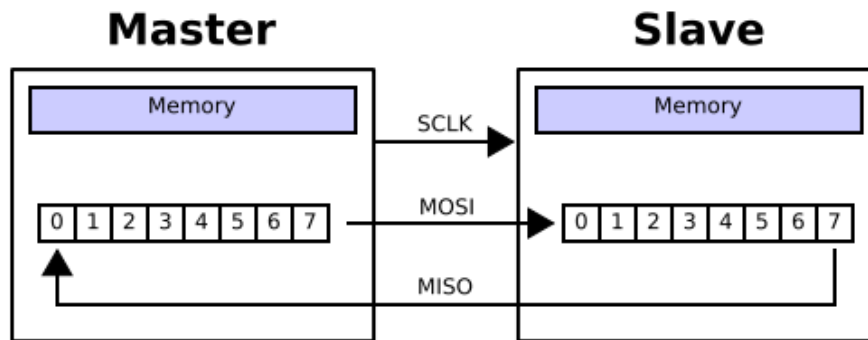 Master Slave
Memory Memory
SCLK
0 1 2 3 4 5 6 7 MOSI 0 1 2 3 4 5 6 7
MISO